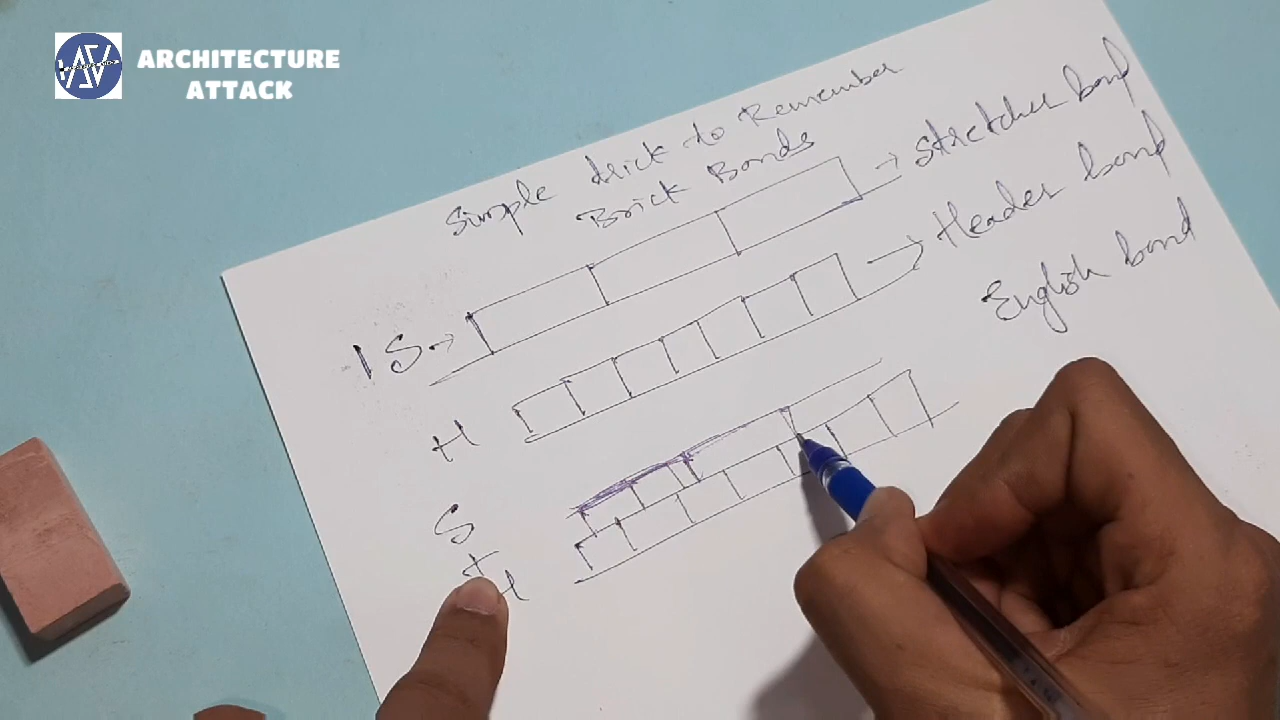 ARCHITECTURE
ATTACK
Simple trick to Remember
Brick Bonds
1 S → → Stretcher bond
H → Header bond
S
+
H
English bond